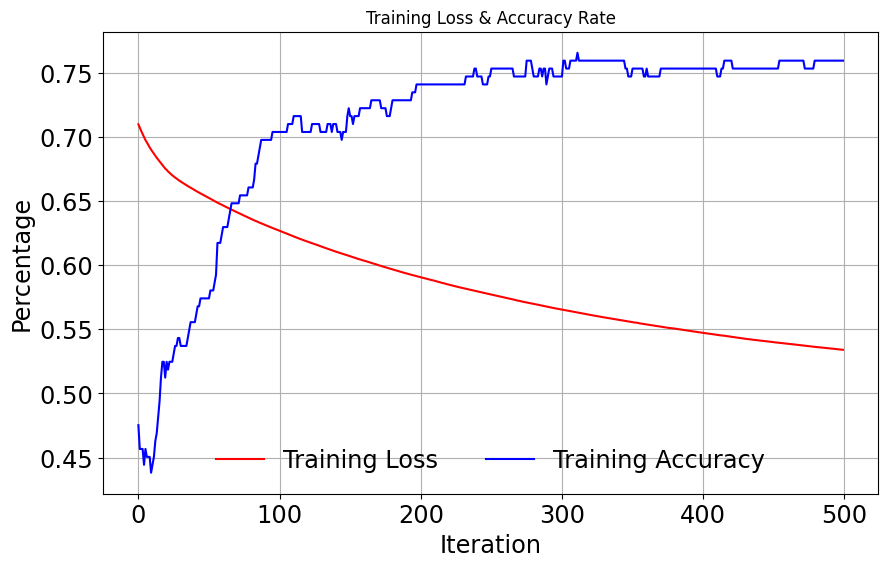 Training Loss & Accuracy Rate
Percentage
0.75
0.70
0.65
0.60
0.55
0.50
0.45
Training Loss Training Accuracy
0 100 200 300 400 500
Iteration